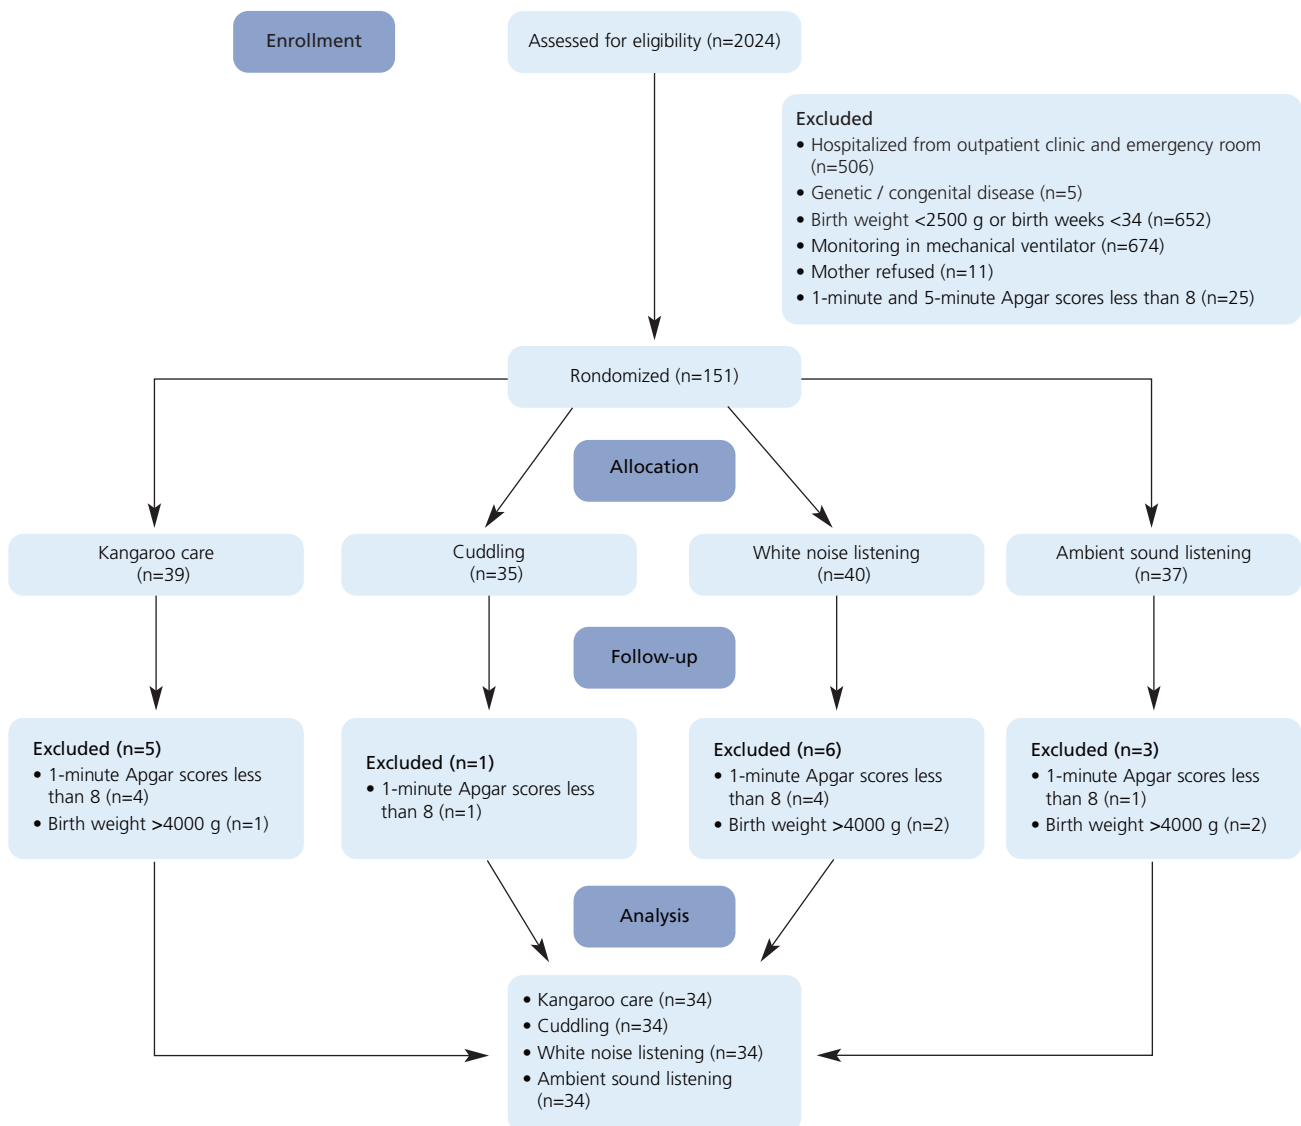 Enrollment
Assessed for eligibility (n=2024)
Excluded
• Hospitalized from outpatient clinic and emergency room
(n=506)
• Genetic / congenital disease (n=5)
• Birth weight <2500 g or birth weeks <34 (n=652)
• Monitoring in mechanical ventilator (n=674)
• Mother refused (n=11)
• 1-minute and 5-minute Apgar scores less than 8 (n=25)
Rondomized (n=151)
Allocation
Kangaroo care
(n=39)
Cuddling
(n=35)
White noise listening
(n=40)
Ambient sound listening
(n=37)
Follow-up
Excluded (n=5)
• 1-minute Apgar scores less
than 8 (n=4)
• Birth weight >4000 g (n=1)
Excluded (n=1)
• 1-minute Apgar scores less
than 8 (n=1)
Excluded (n=6)
• 1-minute Apgar scores less
than 8 (n=4)
• Birth weight >4000 g (n=2)
Excluded (n=3)
• 1-minute Apgar scores less
than 8 (n=1)
• Birth weight >4000 g (n=2)
Analysis
• Kangaroo care (n=34)
• Cuddling (n=34)
• White noise listening (n=34)
• Ambient sound listening
(n=34)